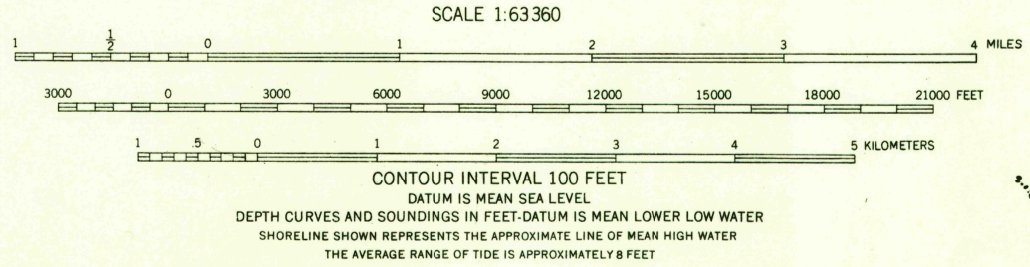 SCALE 1:63360
1 1/2 0 1 2 3 4 MILES
3000 0 3000 6000 9000 12000 15000 18000 21000 FEET
1 .5 0 1 2 3 4 5 KILOMETERS
CONTOUR INTERVAL 100 FEET
DATUM IS MEAN SEA LEVEL
DEPTH CURVES AND SOUNDINGS IN FEET-DATUM IS MEAN LOWER LOW WATER
SHORELINE SHOWN REPRESENTS THE APPROXIMATE LINE OF MEAN HIGH WATER
THE AVERAGE RANGE OF TIDE IS APPROXIMATELY 8 FEET